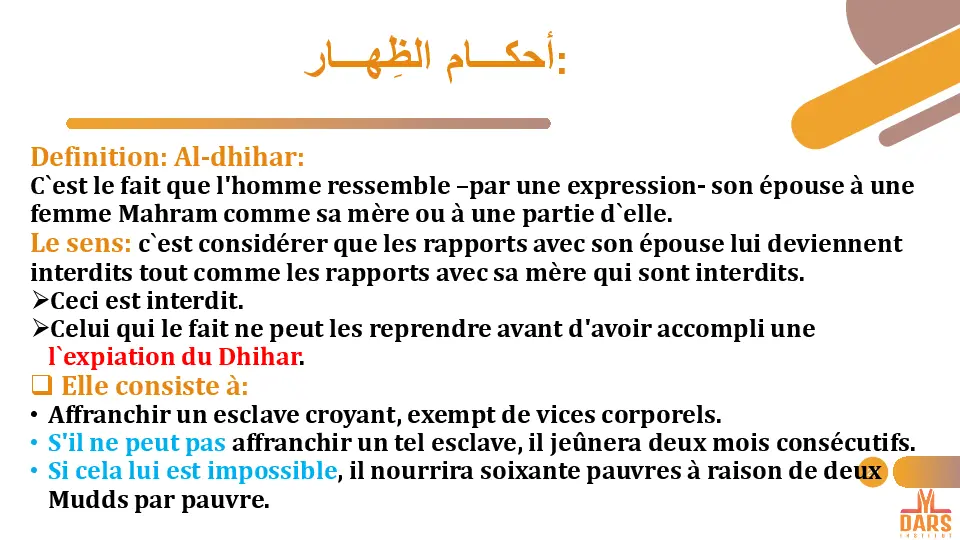 أحكـــام الظِهـــار:
Definition: Al-dhihar:
C`est le fait que l'homme ressemble –par une expression- son épouse à une
femme Mahram comme sa mère ou à une partie d`elle.
Le sens: c`est considérer que les rapports avec son épouse lui deviennent
interdits tout comme les rapports avec sa mère qui sont interdits.
➢Ceci est interdit.
➢Celui qui le fait ne peut les reprendre avant d'avoir accompli une
l`expiation du Dhihar.
❑ Elle consiste à:
• Affranchir un esclave croyant, exempt de vices corporels.
• S'il ne peut pas affranchir un tel esclave, il jeûnera deux mois consécutifs.
• Si cela lui est impossible, il nourrira soixante pauvres à raison de deux
Mudds par pauvre.
DARS
INSTITUT